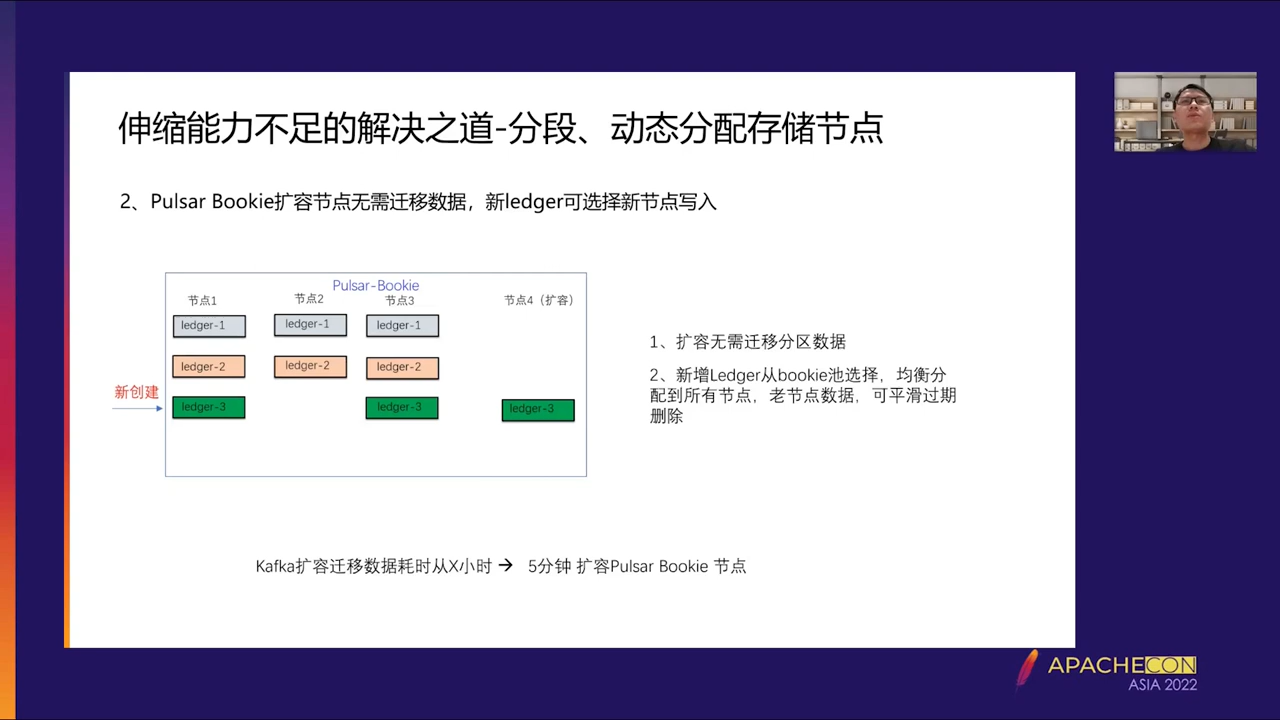 伸缩能力不足的解决之道-分段、动态分配存储节点
2、Pulsar Bookie扩容节点无需迁移数据，新ledger可选择新节点写入
Pulsar-Bookie
节点1
节点2
节点3
节点4（扩容）
ledger-1
ledger-1
ledger-1
ledger-2
ledger-2
ledger-2
新创建
ledger-3
ledger-3
ledger-3
1、扩容无需迁移分区数据
2、新增Ledger从bookie池选择，均衡分
配到所有节点，老节点数据，可平滑过期
删除
Kafka扩容迁移数据耗时从X小时 → 5分钟 扩容Pulsar Bookie 节点
APACHECON
ASIA 2022